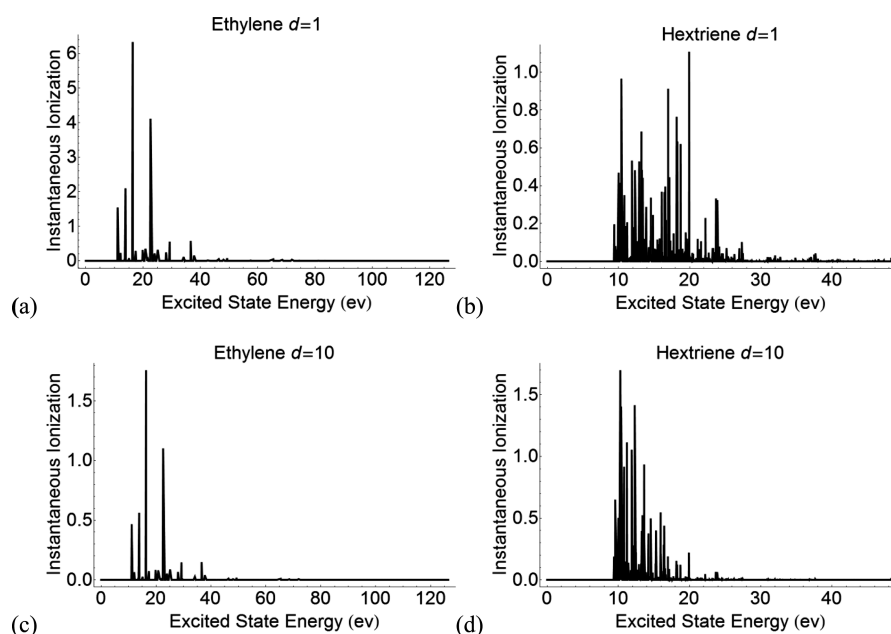 Ethylene d=1
Instantaneous Ionization
6
5
4
3
2
1
0
0 20 40 60 80 100 120
Excited State Energy (ev)
(a)
Hextriene d=1
Instantaneous Ionization
1.0
0.8
0.6
0.4
0.2
0.0
0 10 20 30 40
Excited State Energy (ev)
(b)
Ethylene d=10
Instantaneous Ionization
1.5
1.0
0.5
0.0
0 20 40 60 80 100 120
Excited State Energy (ev)
(c)
Hextriene d=10
Instantaneous Ionization
1.5
1.0
0.5
0.0
0 10 20 30 40
Excited State Energy (ev)
(d)